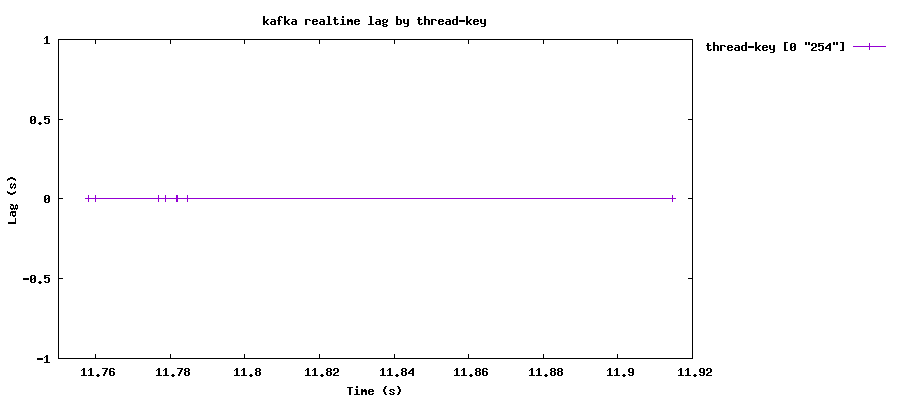 kafka realtime lag by thread-key
thread-key [0 "254"]
1
0.5
0
-0.5
-1
Lag (s)
11.76 11.78 11.8 11.82 11.84 11.86 11.88 11.9 11.92
Time (s)